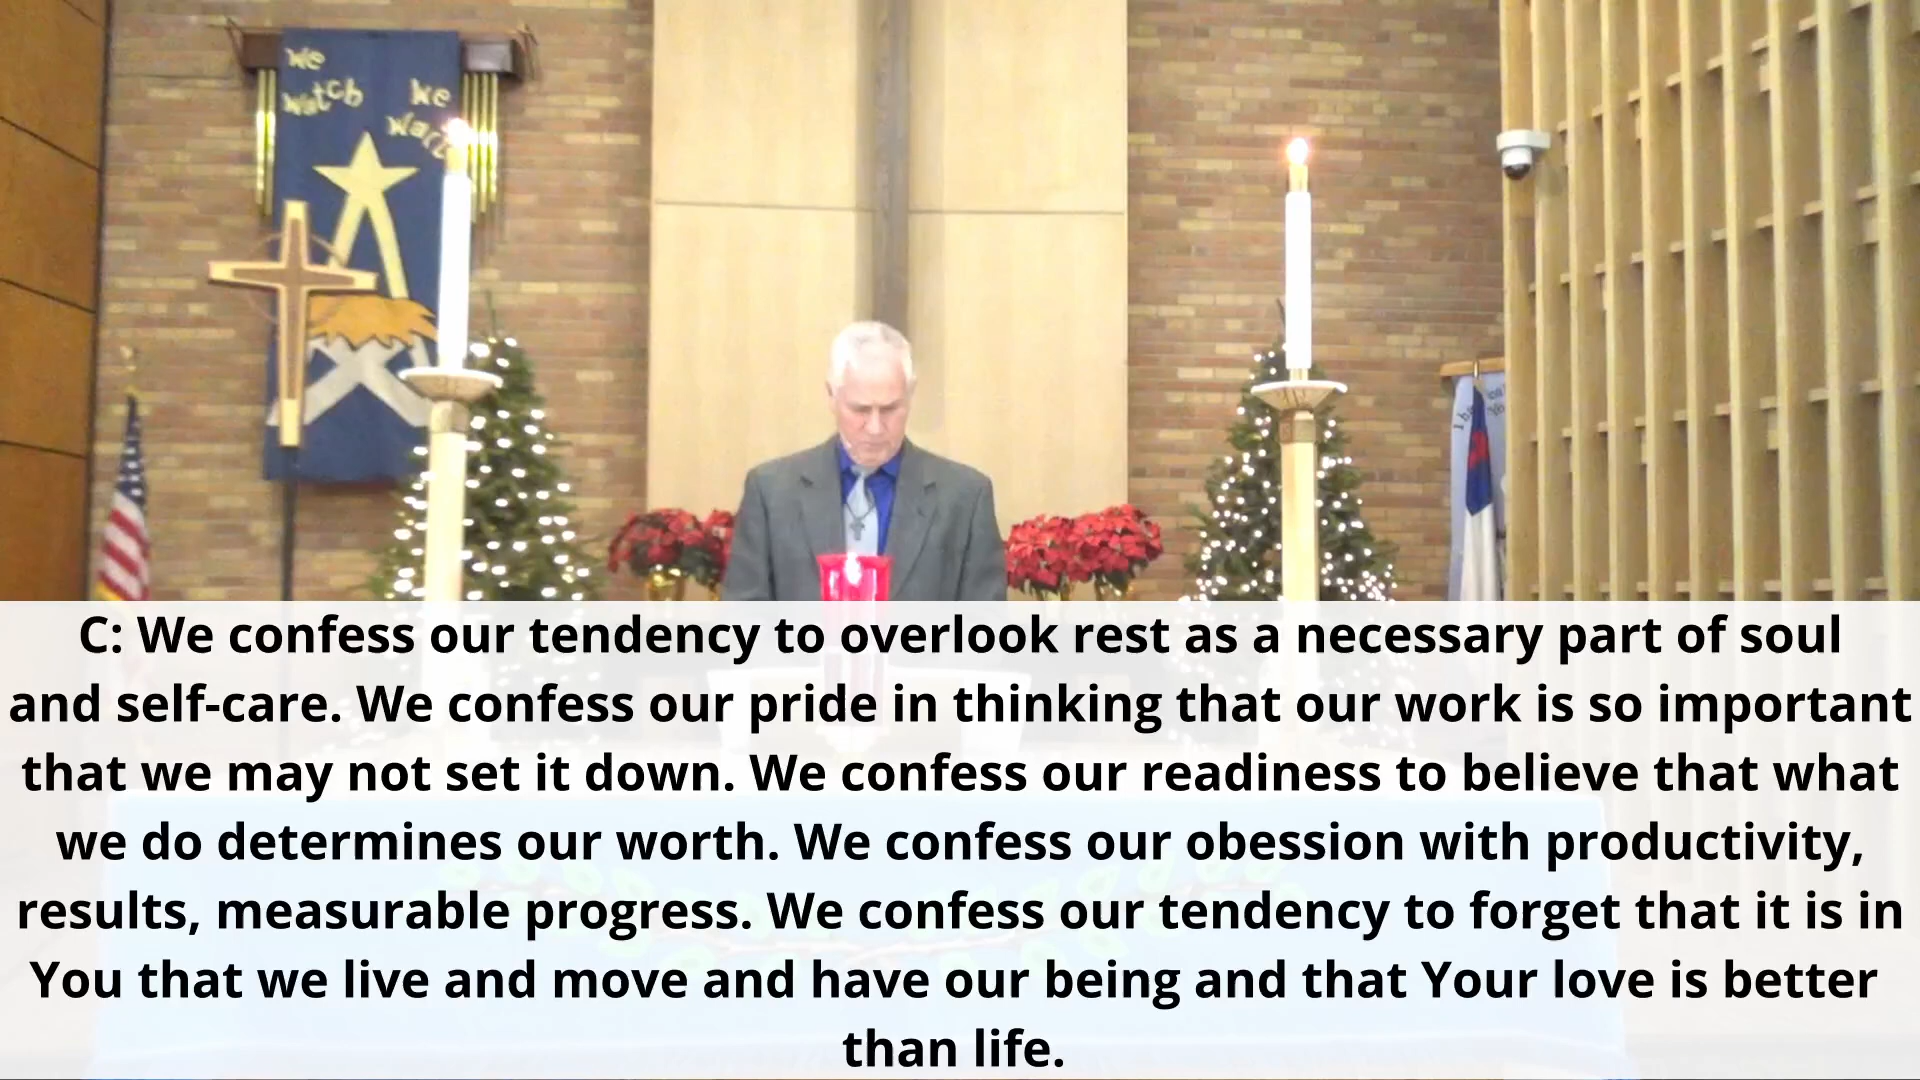 We
watch
We
wait
C: We confess our tendency to overlook rest as a necessary part of soul
and self-care. We confess our pride in thinking that our work is so important
that we may not set it down. We confess our readiness to believe that what
we do determines our worth. We confess our obession with productivity,
results, measurable progress. We confess our tendency to forget that it is in
You that we live and move and have our being and that Your love is better
than life.